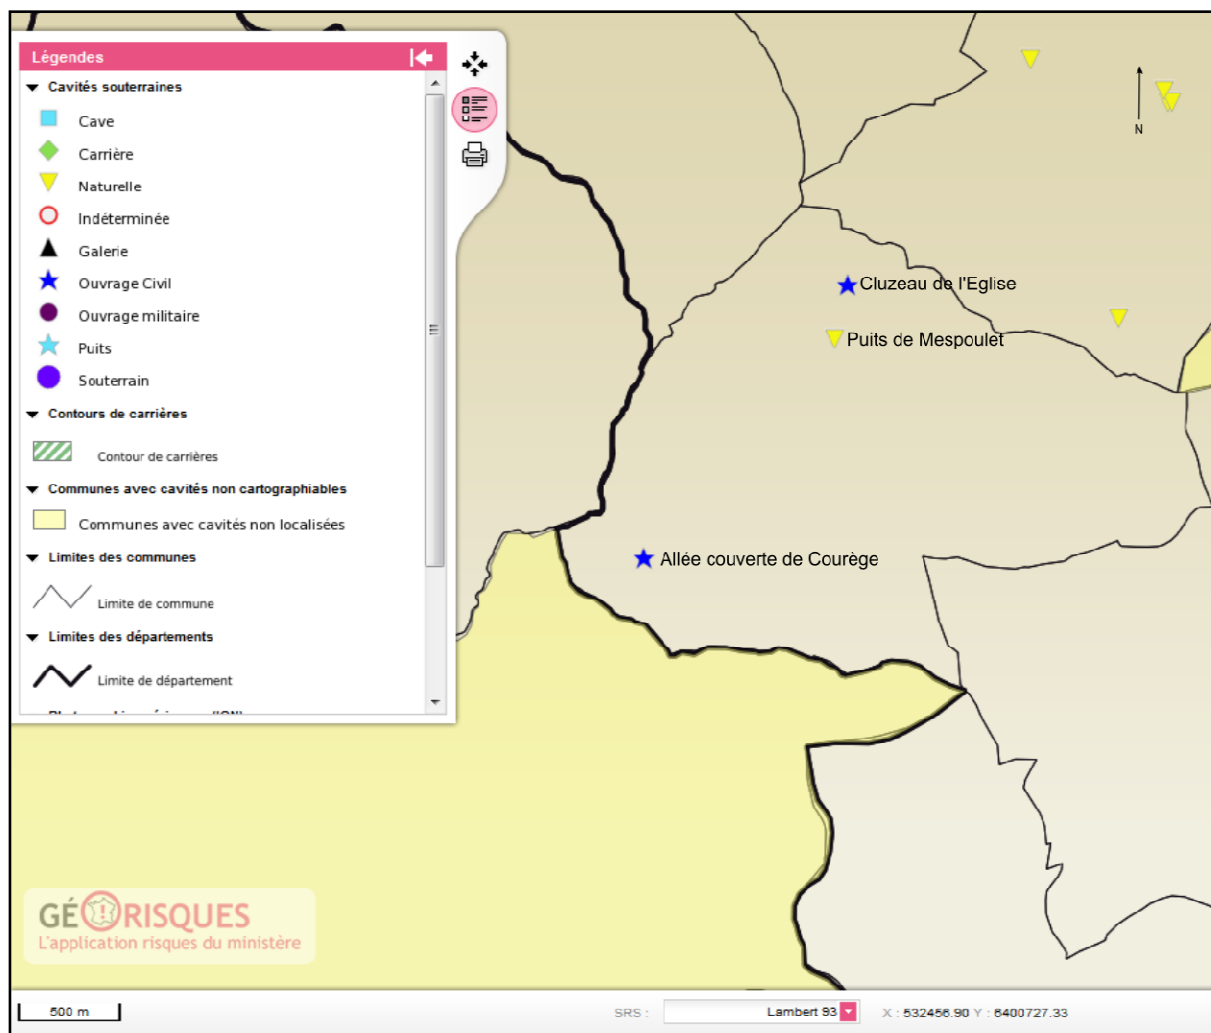 Légendes
Cavités souterraines
Cave
Carrière
Naturelle
Indéterminée
Galerie
Ouvrage Civil
Ouvrage militaire
Puits
Souterrain
Contours de carrières
Contour de carrières
Communes avec cavités non cartographiables
Communes avec cavités non localisées
Limites des communes
Limite de commune
Limites des départements
Limite de département
N
Cluzeau de l'Eglise
Puits de Mespoulet
Allée couverte de Courège
GÉORISQUES
L'application risques du ministère
500 m
SRS : Lambert 93 X : 532456.90 Y : 6400727.33